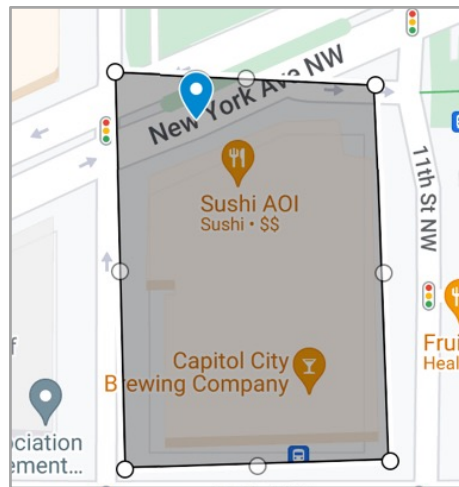 New York Ave NW
Sushi AOI
Sushi • $$
11th St NW
Capitol City
Brewing Company
Frui
Heal
f
ociation
ement...